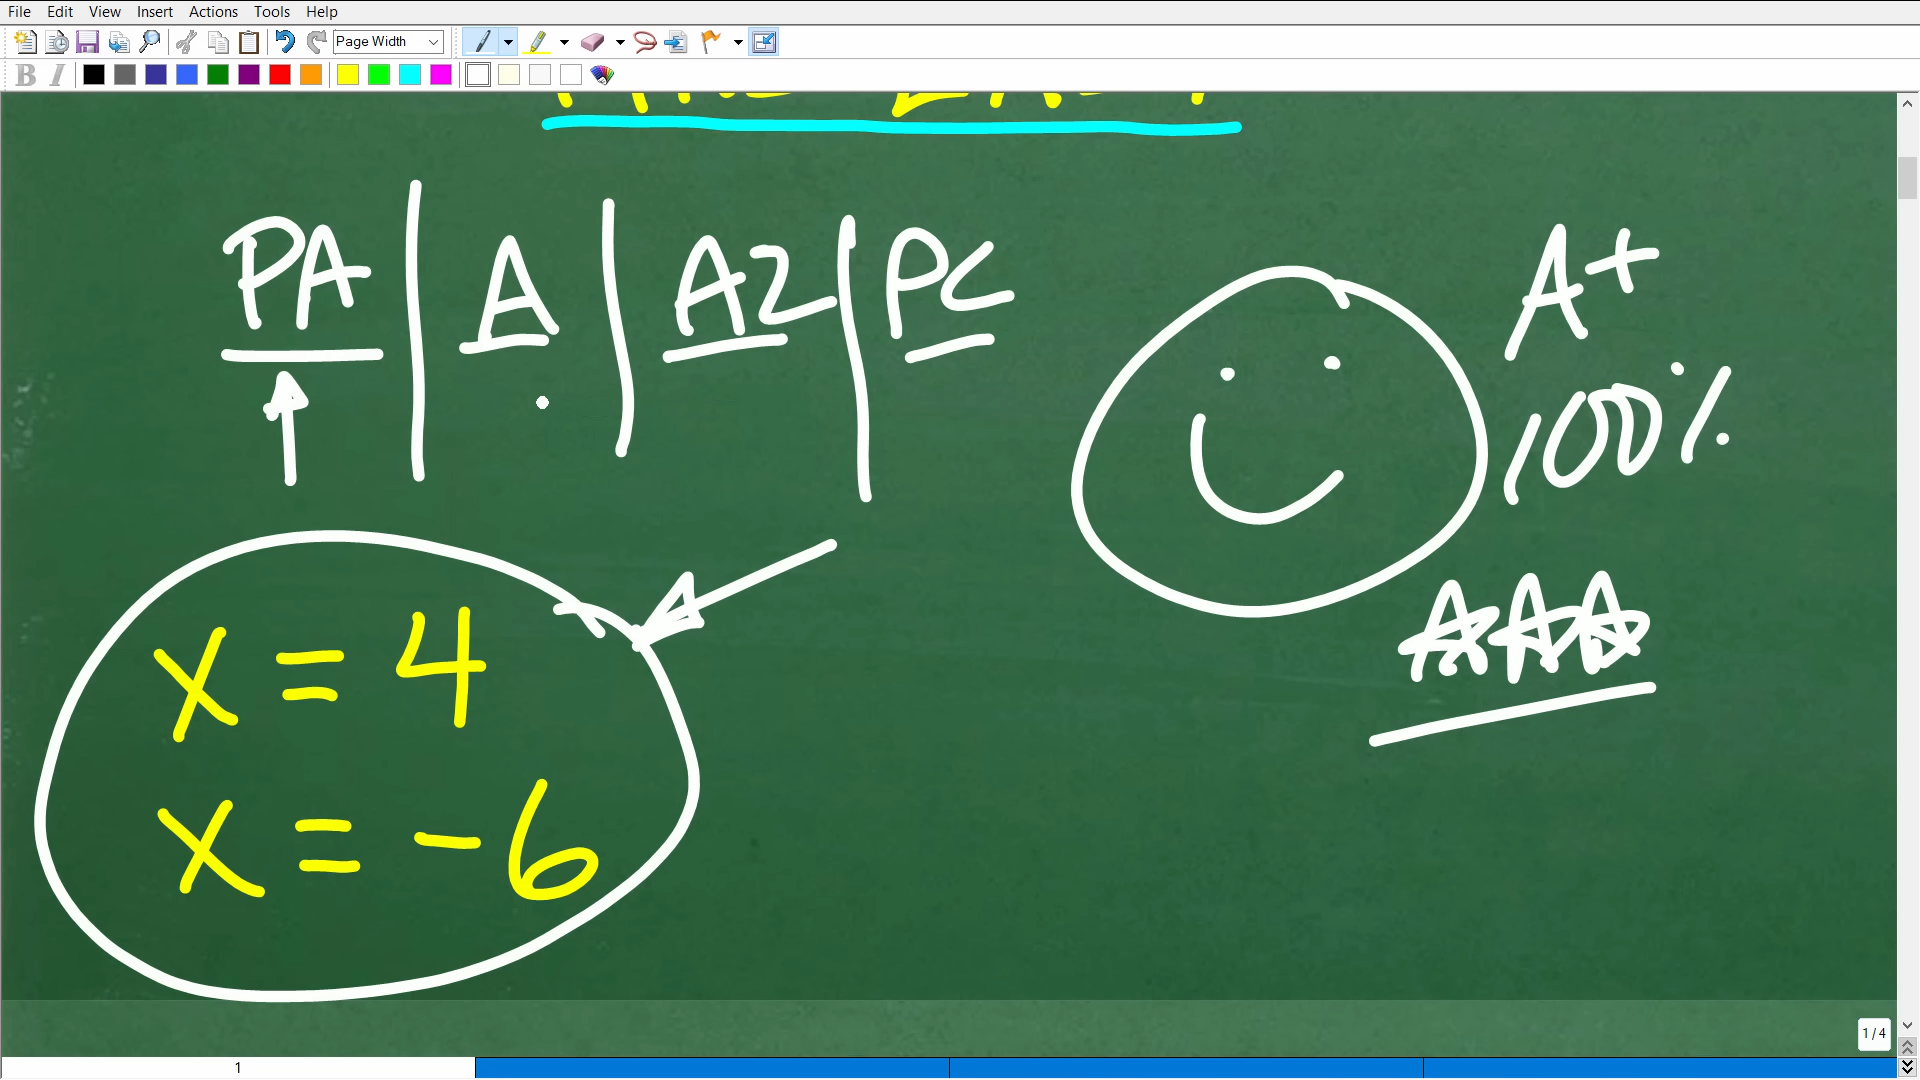 File Edit View Insert Actions Tools Help
Page Width
B I
PA | A | A2 | PC
A+
100%
x = 4
x = -6
1 / 4
1